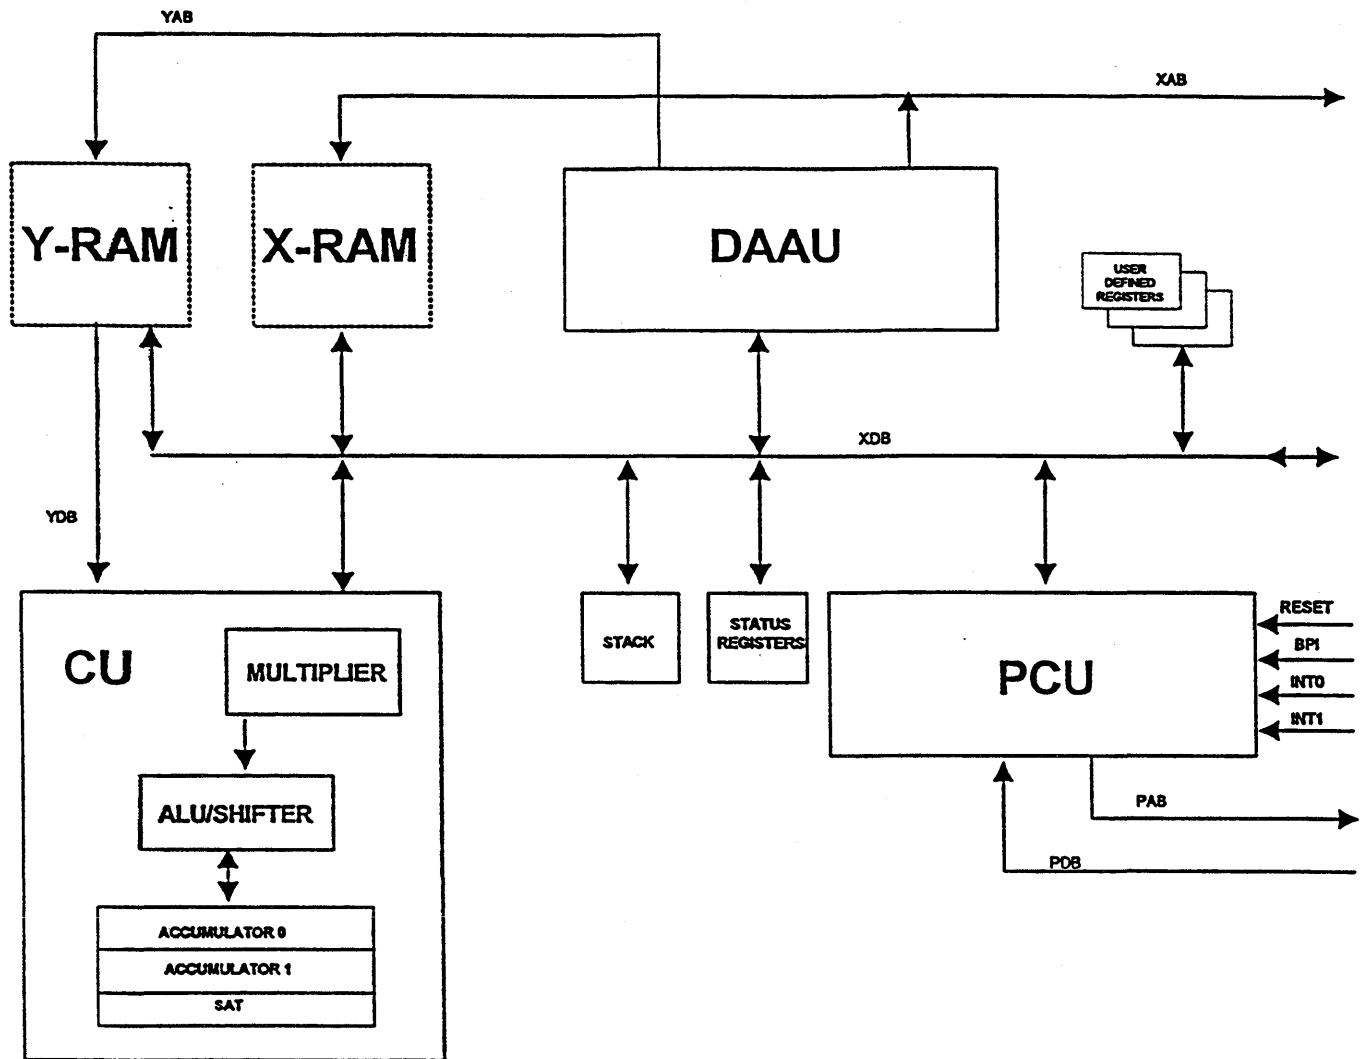 YAB
XAB
Y-RAM
X-RAM
DAAU
USER
DEFINED
REGISTERS
XDB
YDB
CU
MULTIPLIER
ALU/SHIFTER
ACCUMULATOR 0
ACCUMULATOR 1
SAT
STACK
STATUS
REGISTERS
PCU
RESET
BPI
INT0
INT1
PAB
PDB